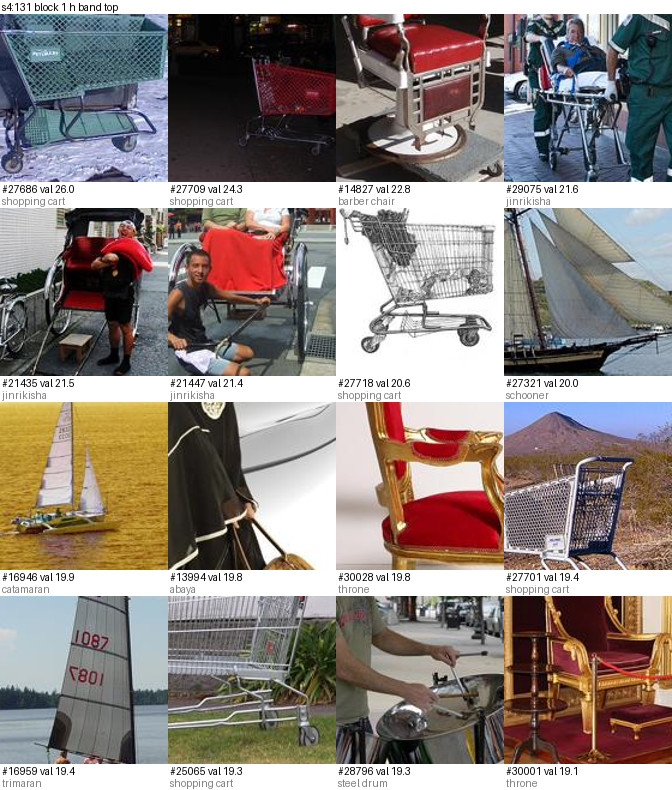 s4:131 block 1 h band top
#27686 val 26.0
shopping cart
#27709 val 24.3
shopping cart
#14827 val 22.8
barber chair
#29075 val 21.6
jinrikisha
#21435 val 21.5
jinrikisha
#21447 val 21.4
jinrikisha
#27718 val 20.6
shopping cart
#27321 val 20.0
schooner
#16946 val 19.9
catamaran
#13994 val 19.8
abaya
#30028 val 19.8
throne
#27701 val 19.4
shopping cart
1087
1087
#16959 val 19.4
trimaran
#25065 val 19.3
shopping cart
#28796 val 19.3
steel drum
#30001 val 19.1
throne